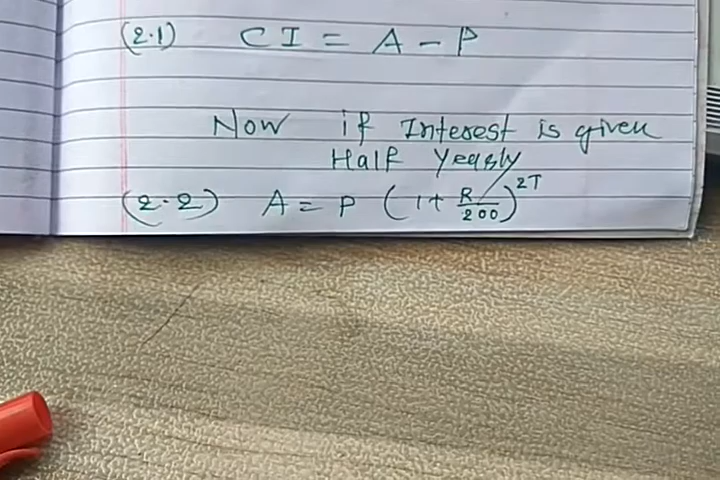 (2.1) CI = A - P
Now if Interest is given
Half Yearly
(2.2) A = P (1+ R/200)^2T